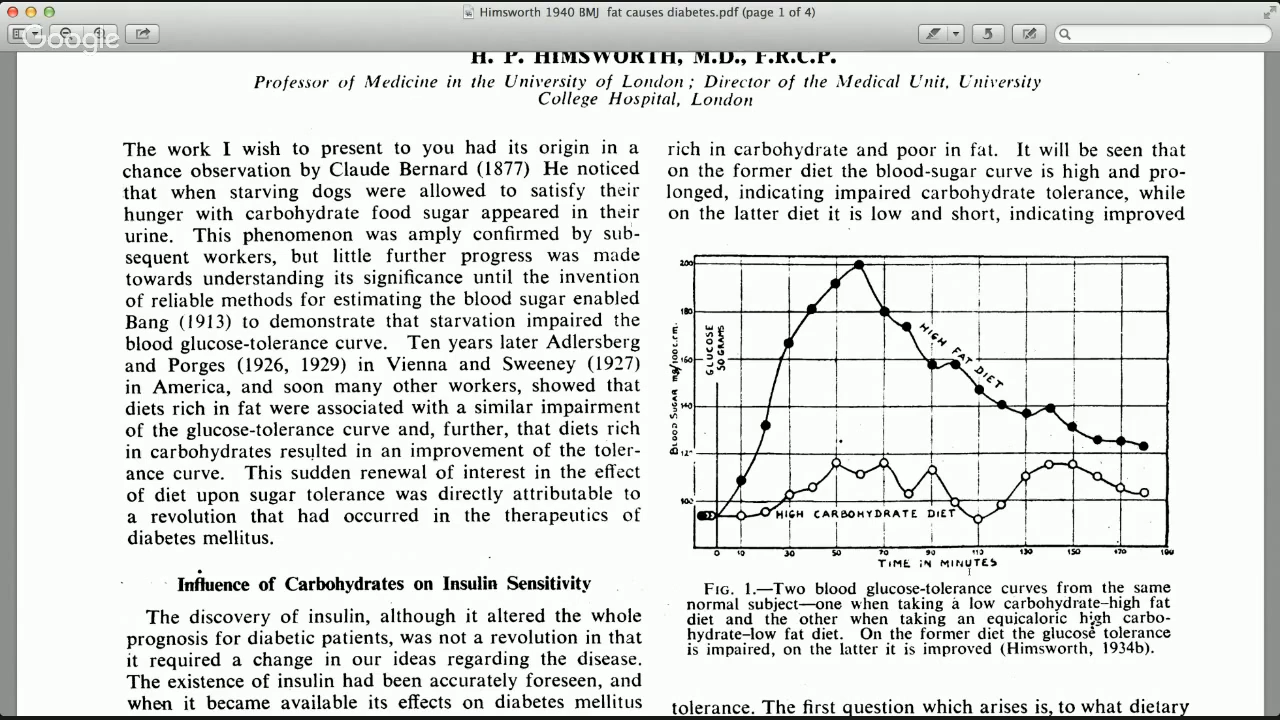 Himsworth 1940 BMJ fat causes diabetes.pdf (page 1 of 4)
Google
H. P. HIMSWORTH, M.D., F.R.C.P.
Professor of Medicine in the University of London; Director of the Medical Unit, University
College Hospital, London
The work I wish to present to you had its origin in a
chance observation by Claude Bernard (1877) He noticed
that when starving dogs were allowed to satisfy their
hunger with carbohydrate food sugar appeared in their
urine. This phenomenon was amply confirmed by sub-
sequent workers, but little further progress was made
towards understanding its significance until the invention
of reliable methods for estimating the blood sugar enabled
Bang (1913) to demonstrate that starvation impaired the
blood glucose-tolerance curve. Ten years later Adlersberg
and Porges (1926, 1929) in Vienna and Sweeney (1927)
in America, and soon many other workers, showed that
diets rich in fat were associated with a similar impairment
of the glucose-tolerance curve and, further, that diets rich
in carbohydrates resulted in an improvement of the toler-
ance curve. This sudden renewal of interest in the effect
of diet upon sugar tolerance was directly attributable to
a revolution that had occurred in the therapeutics of
diabetes mellitus.
Influence of Carbohydrates on Insulin Sensitivity
The discovery of insulin, although it altered the whole
prognosis for diabetic patients, was not a revolution in that
it required a change in our ideas regarding the disease.
The existence of insulin had been accurately foreseen, and
when it became available its effects on diabetes mellitus
rich in carbohydrate and poor in fat. It will be seen that
on the former diet the blood-sugar curve is high and pro-
longed, indicating impaired carbohydrate tolerance, while
on the latter diet it is low and short, indicating improved
200
180
160
140
12
100
BLOOD SUGAR mg/100 c.cm.
GLUCOSE
50 GRAMS
HIGH FAT DIET
HIGH CARBOHYDRATE DIET
0 10 30 50 70 90 110 130 150 170 180
TIME IN MINUTES
FIG. 1.—Two blood glucose-tolerance curves from the same
normal subject—one when taking a low carbohydrate–high fat
diet and the other when taking an equicaloric high carbo-
hydrate–low fat diet. On the former diet the glucose tolerance
is impaired, on the latter it is improved (Himsworth, 1934b).
tolerance. The first question which arises is, to what dietary